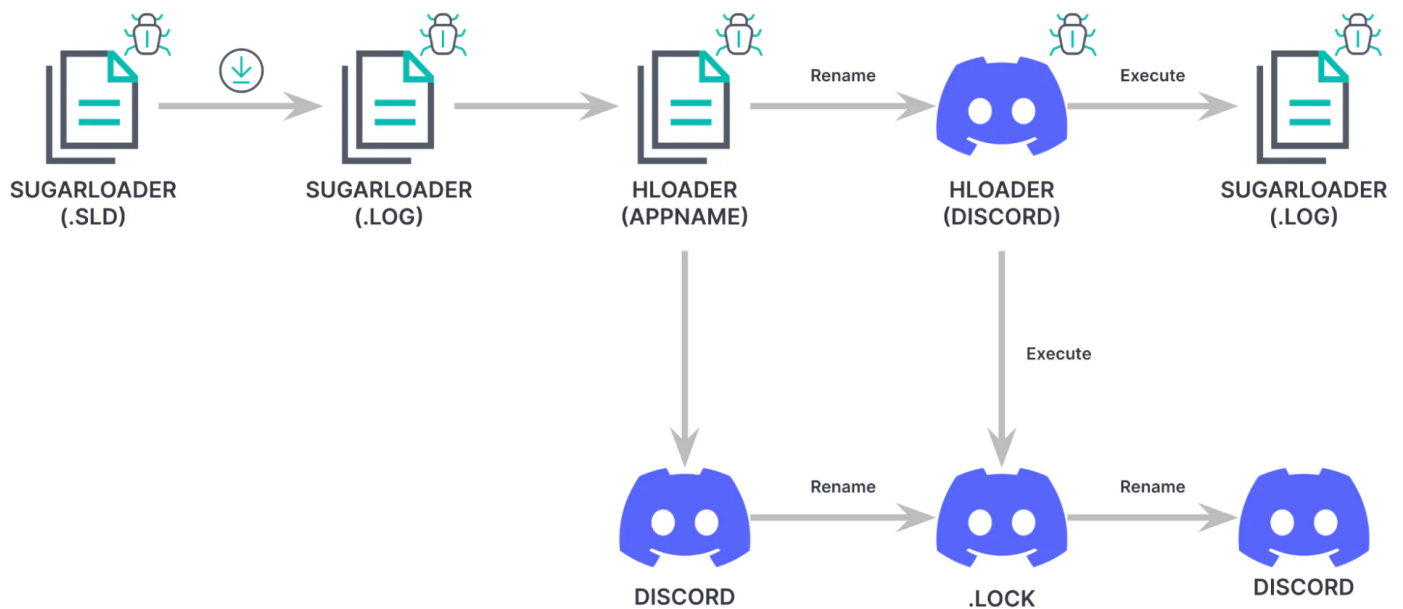 Rename
Execute
SUGARLOADER
(.SLD)
SUGARLOADER
(.LOG)
HLOADER
(APPNAME)
HLOADER
(DISCORD)
SUGARLOADER
(.LOG)
Execute
Rename
Rename
DISCORD
.LOCK
DISCORD